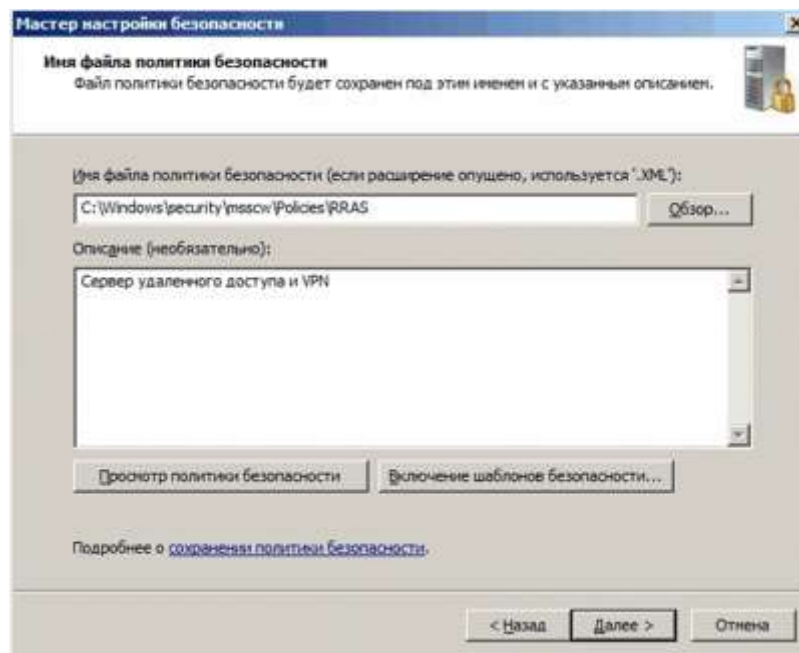 Мастер настройки безопасности
Имя файла политики безопасности
Файл политики безопасности будет сохранен под этим именем и с указанным описанием.
Имя файла политики безопасности (если расширение опущено, используется '.XML'):
C:\Windows\security\msscw\Policies\RRAS
Обзор...
Описание (необязательно):
Сервер удаленного доступа и VPN
Просмотр политики безопасности
Включение шаблонов безопасности...
Подробнее о сохранении политики безопасности.
< Назад
Далее >
Отмена